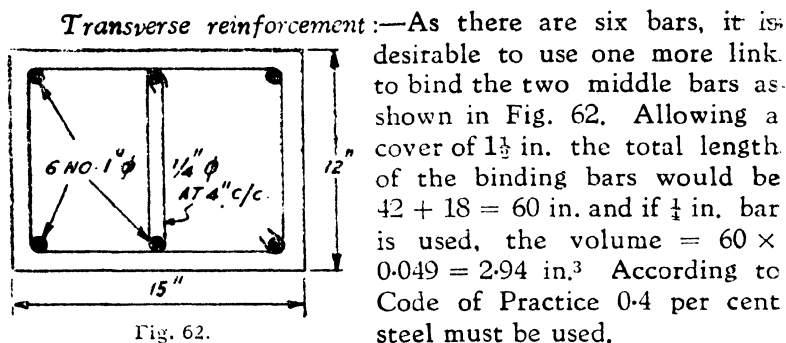 Transverse reinforcement :—As there are six bars, it is
desirable to use one more link
to bind the two middle bars as
shown in Fig. 62. Allowing a
cover of 1½ in. the total length
of the binding bars would be
42 + 18 = 60 in. and if ¼ in. bar
is used, the volume = 60 ×
0·049 = 2·94 in.³ According to
Code of Practice 0·4 per cent
steel must be used.
6 NO. 1"φ
1/4" φ
AT 4" c/c.
12"
15"
Fig. 62.